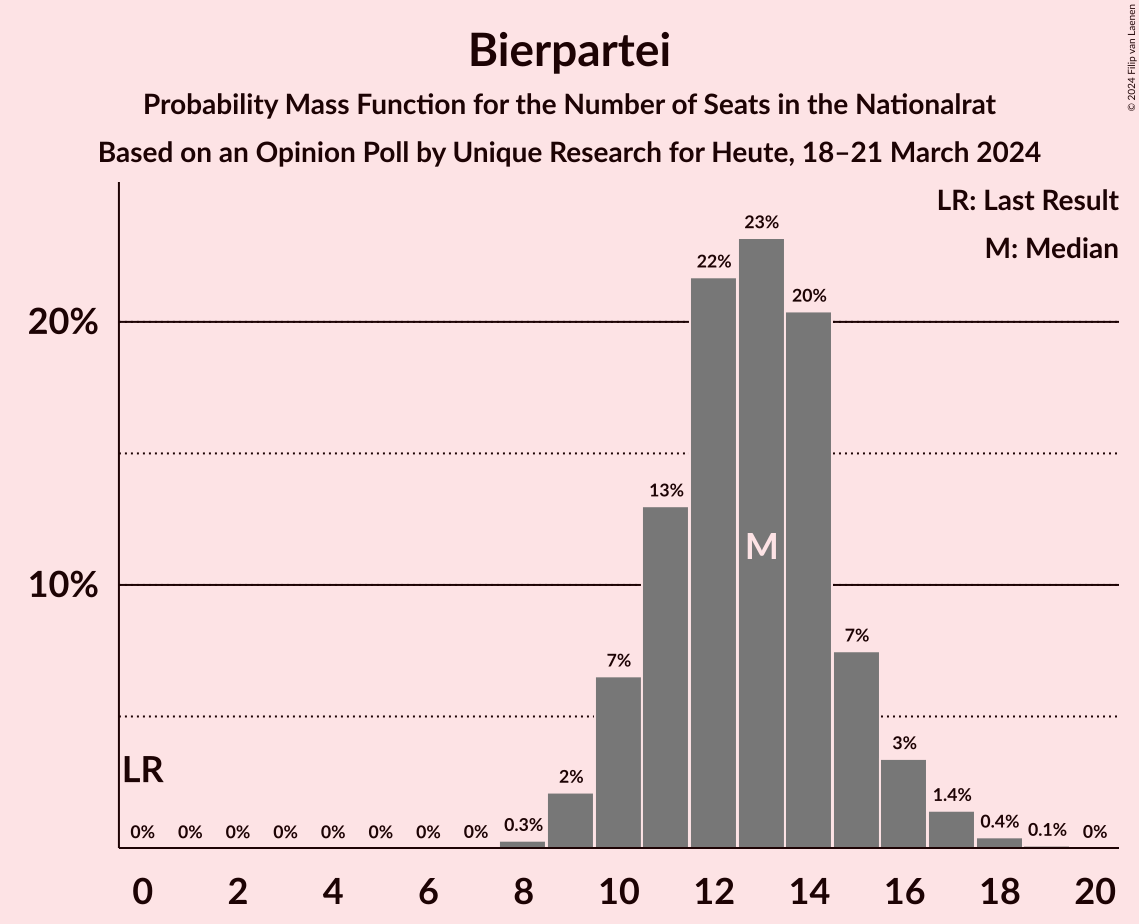 Bierpartei
Probability Mass Function for the Number of Seats in the Nationalrat
Based on an Opinion Poll by Unique Research for Heute, 18–21 March 2024
© 2024 Filip van Laenen
LR: Last Result
M: Median
23%
22%
20%
20%
13%
M
10%
7%
7%
3%
LR
2%
1.4%
0% 0% 0% 0% 0% 0% 0% 0% 0.3% 0.4% 0.1% 0%
0 2 4 6 8 10 12 14 16 18 20